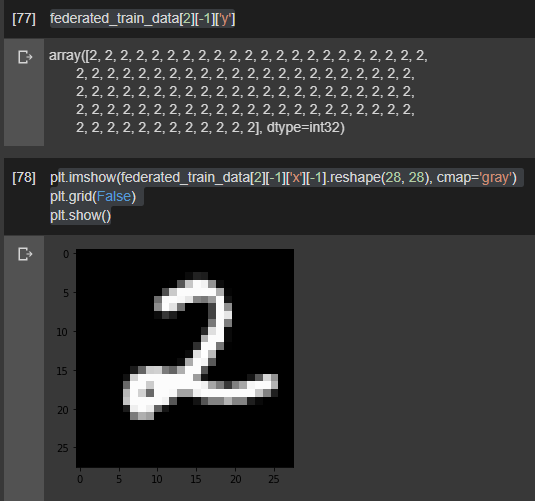 [77] federated_train_data[2][-1]['y']
array([2, 2, 2, 2, 2, 2, 2, 2, 2, 2, 2, 2, 2, 2, 2, 2, 2, 2, 2, 2, 2, 2,
2, 2, 2, 2, 2, 2, 2, 2, 2, 2, 2, 2, 2, 2, 2, 2, 2, 2, 2, 2, 2, 2,
2, 2, 2, 2, 2, 2, 2, 2, 2, 2, 2, 2, 2, 2, 2, 2, 2, 2, 2, 2, 2, 2,
2, 2, 2, 2, 2, 2, 2, 2, 2, 2, 2, 2, 2, 2, 2, 2, 2, 2, 2, 2, 2, 2,
2, 2, 2, 2, 2, 2, 2, 2, 2, 2, 2, 2], dtype=int32)
[78] plt.imshow(federated_train_data[2][-1]['x'][-1].reshape(28, 28), cmap='gray')
plt.grid(False)
plt.show()
0
5
10
15
20
25
2
0 5 10 15 20 25